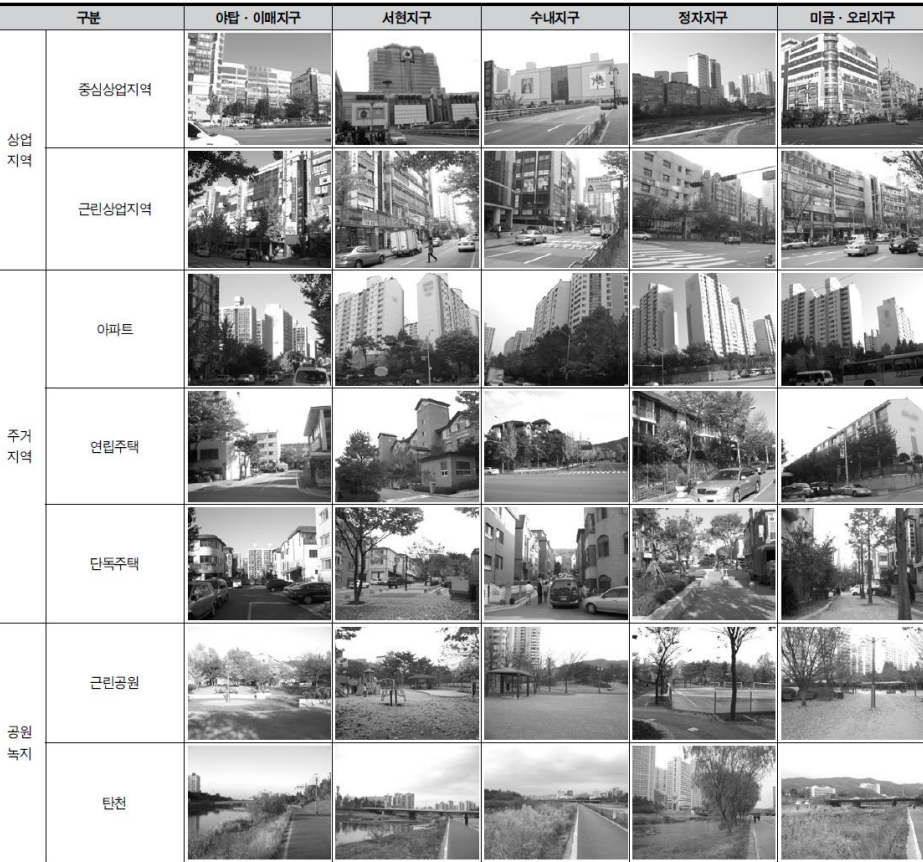 구분 야탑 · 이매지구 서현지구 수내지구 정자지구 미금 · 오리지구
상업
지역
중심상업지역
근린상업지역
주거
지역
아파트
연립주택
단독주택
공원
녹지
근린공원
탄천